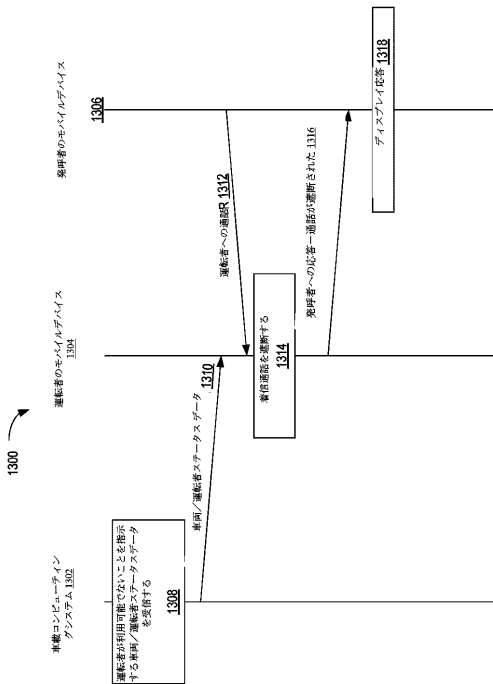 1300
車載コンピューティン
グシステム 1302
運転者のモバイルデバイス
1304
発呼者のモバイルデバイス
1306
運転者が利用可能でないことを指示
する車両／運転者ステータスデータ
を受信する
1308
車両／運転者ステータスデータ
1310
運転者への通話R 1312
着信通話を遮断する
1314
発呼者への応答－通話が遮断された 1316
ディスプレイ応答
1318